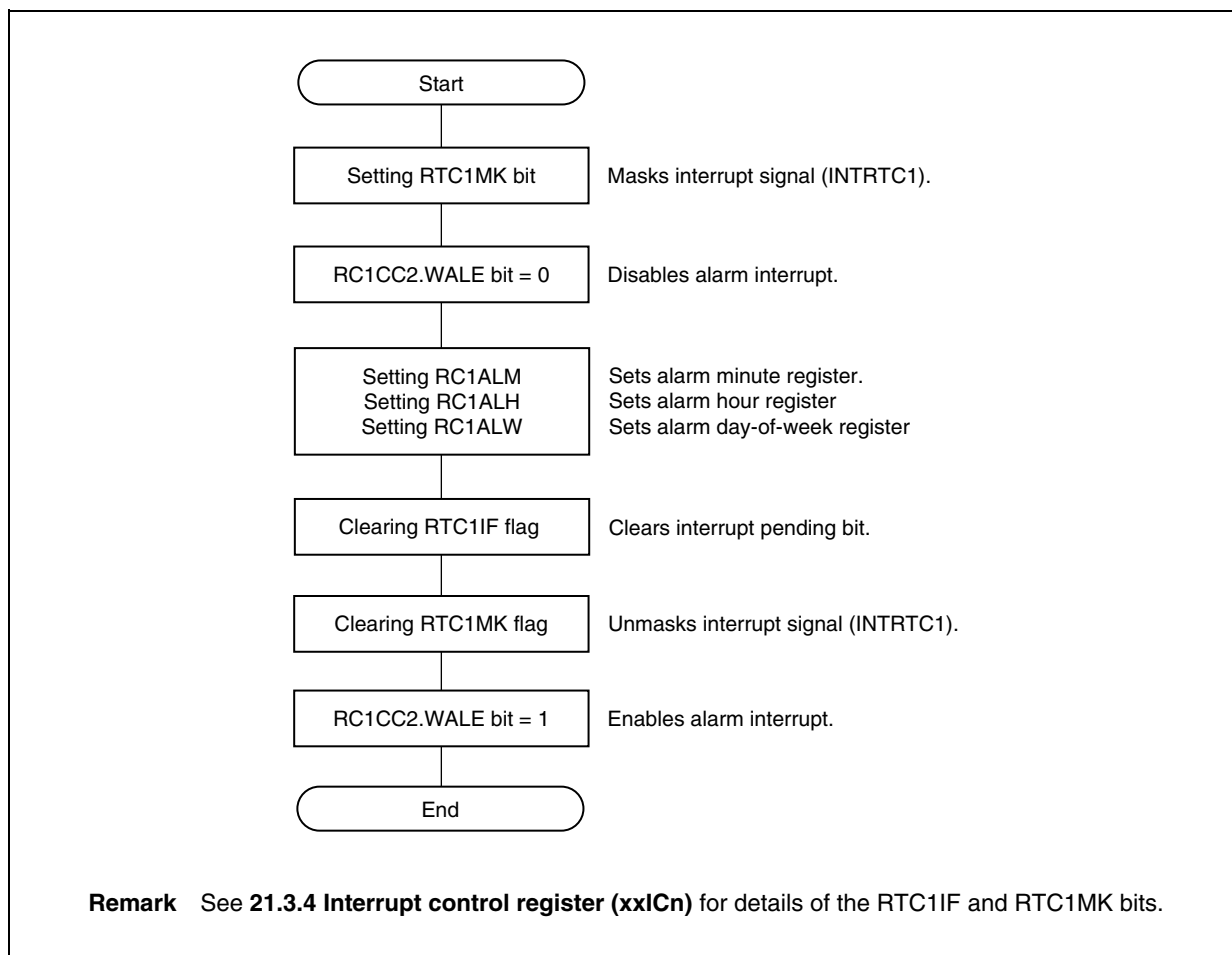 Start
Setting RTC1MK bit Masks interrupt signal (INTRTC1).
RC1CC2.WALE bit = 0 Disables alarm interrupt.
Setting RC1ALM Sets alarm minute register.
Setting RC1ALH Sets alarm hour register
Setting RC1ALW Sets alarm day-of-week register
Clearing RTC1IF flag Clears interrupt pending bit.
Clearing RTC1MK flag Unmasks interrupt signal (INTRTC1).
RC1CC2.WALE bit = 1 Enables alarm interrupt.
End
Remark See 21.3.4 Interrupt control register (xxICn) for details of the RTC1IF and RTC1MK bits.